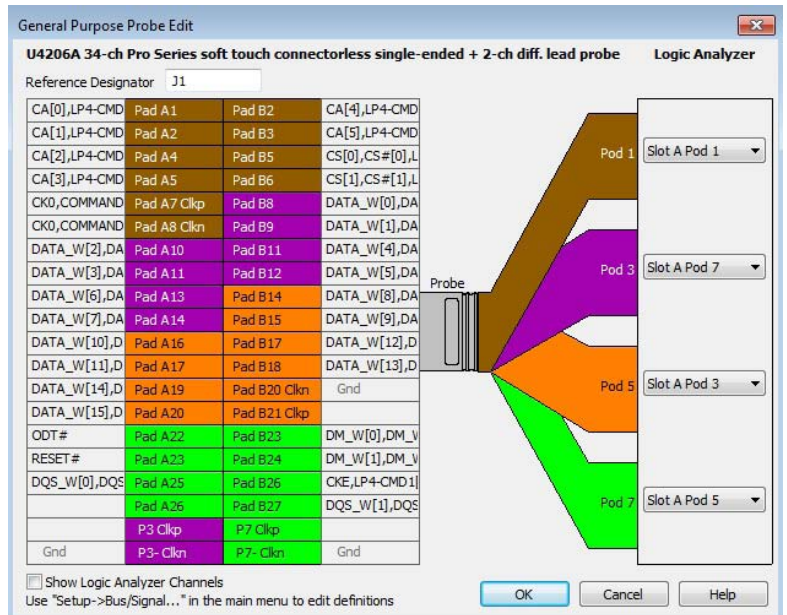 General Purpose Probe Edit
U4206A 34-ch Pro Series soft touch connectorless single-ended + 2-ch diff. lead probe Logic Analyzer
Reference Designator J1
CA[0],LP4-CMD Pad A1 Pad B2 CA[4],LP4-CMD
CA[1],LP4-CMD Pad A2 Pad B3 CA[5],LP4-CMD
CA[2],LP4-CMD Pad A4 Pad B5 CS[0],CS#[0],L
CA[3],LP4-CMD Pad A5 Pad B6 CS[1],CS#[1],L
CK0,COMMAND Pad A7 Clkp Pad B8 DATA_W[0],DA
CK0,COMMAND Pad A8 Clkn Pad B9 DATA_W[1],DA
DATA_W[2],DA Pad A10 Pad B11 DATA_W[4],DA
DATA_W[3],DA Pad A11 Pad B12 DATA_W[5],DA
DATA_W[6],DA Pad A13 Pad B14 DATA_W[8],DA
DATA_W[7],DA Pad A14 Pad B15 DATA_W[9],DA
DATA_W[10],D Pad A16 Pad B17 DATA_W[12],D
DATA_W[11],D Pad A17 Pad B18 DATA_W[13],D
DATA_W[14],D Pad A19 Pad B20 Clkn Gnd
DATA_W[15],D Pad A20 Pad B21 Clkp
ODT# Pad A22 Pad B23 DM_W[0],DM_W
RESET# Pad A23 Pad B24 DM_W[1],DM_W
DQS_W[0],DQS Pad A25 Pad B26 CKE,LP4-CMD1|
Pad A26 Pad B27 DQS_W[1],DQS
P3 Clkp P7 Clkp
Gnd P3- Clkn P7- Clkn Gnd
Probe
Pod 1 Slot A Pod 1
Pod 3 Slot A Pod 7
Pod 5 Slot A Pod 3
Pod 7 Slot A Pod 5
Show Logic Analyzer Channels
Use "Setup->Bus/Signal..." in the main menu to edit definitions
OK Cancel Help